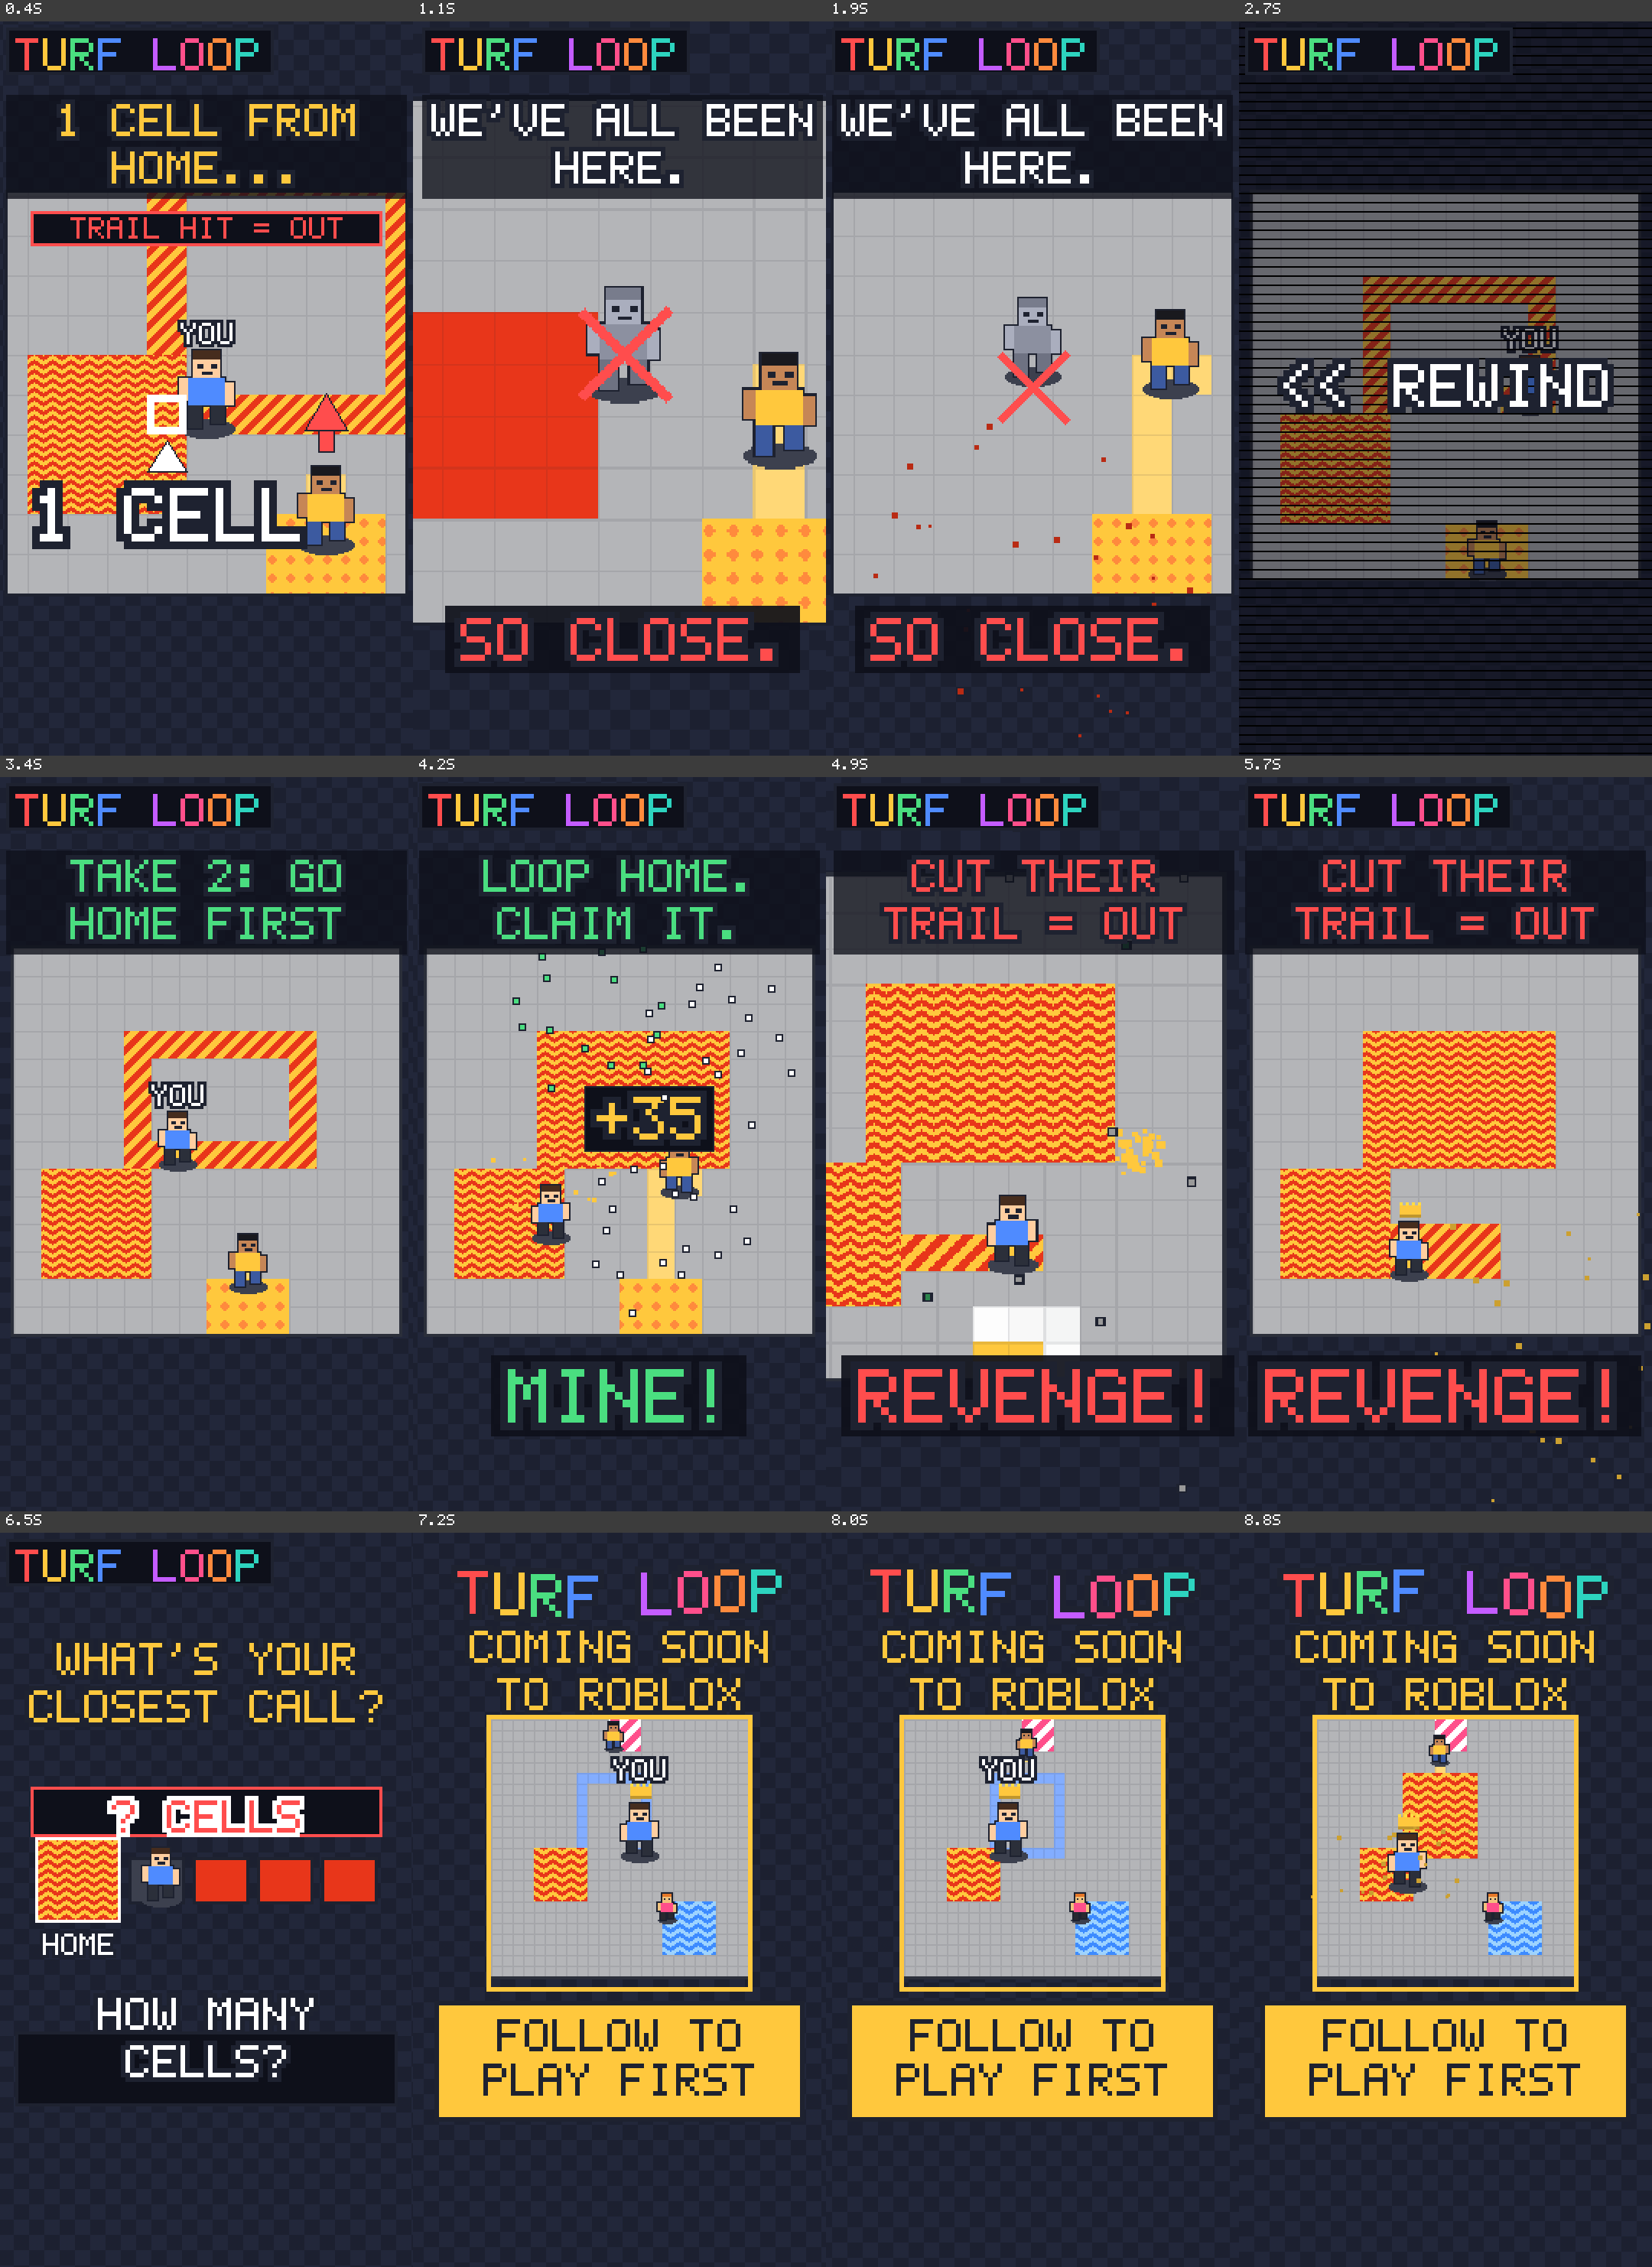 0.4S
TURF LOOP
1 CELL FROM
HOME...
TRAIL HIT = OUT
YOU
1 CELL
1.1S
TURF LOOP
WE'VE ALL BEEN
HERE.
SO CLOSE.
1.9S
TURF LOOP
WE'VE ALL BEEN
HERE.
SO CLOSE.
2.7S
TURF LOOP
YOU
<< REWIND
3.4S
TURF LOOP
TAKE 2: GO
HOME FIRST
YOU
4.2S
TURF LOOP
LOOP HOME.
CLAIM IT.
+35
MINE!
4.9S
TURF LOOP
CUT THEIR
TRAIL = OUT
REVENGE!
5.7S
TURF LOOP
CUT THEIR
TRAIL = OUT
REVENGE!
6.5S
TURF LOOP
WHAT'S YOUR
CLOSEST CALL?
? CELLS
HOME
HOW MANY
CELLS?
7.2S
TURF LOOP
COMING SOON
TO ROBLOX
YOU
FOLLOW TO
PLAY FIRST
8.0S
TURF LOOP
COMING SOON
TO ROBLOX
YOU
FOLLOW TO
PLAY FIRST
8.8S
TURF LOOP
COMING SOON
TO ROBLOX
FOLLOW TO
PLAY FIRST